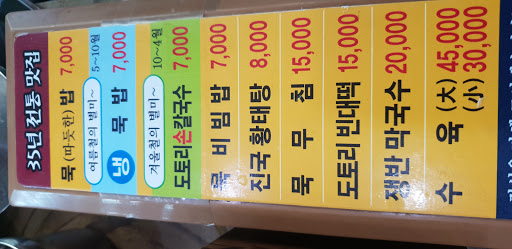 35년 전통 맛집
묵 (따뜻한) 밥 7,000
여름철의 별미~ 5~10월
냉 묵 밥 7,000
겨울철의 별미~ 10~4월
도토리손칼국수 7,000
묵 비 빔 밥 7,000
진국 황태탕 8,000
묵 무 침 15,000
도토리 빈대떡 15,000
쟁반 막국수 20,000
수 육 (大) 45,000
(小) 30,000